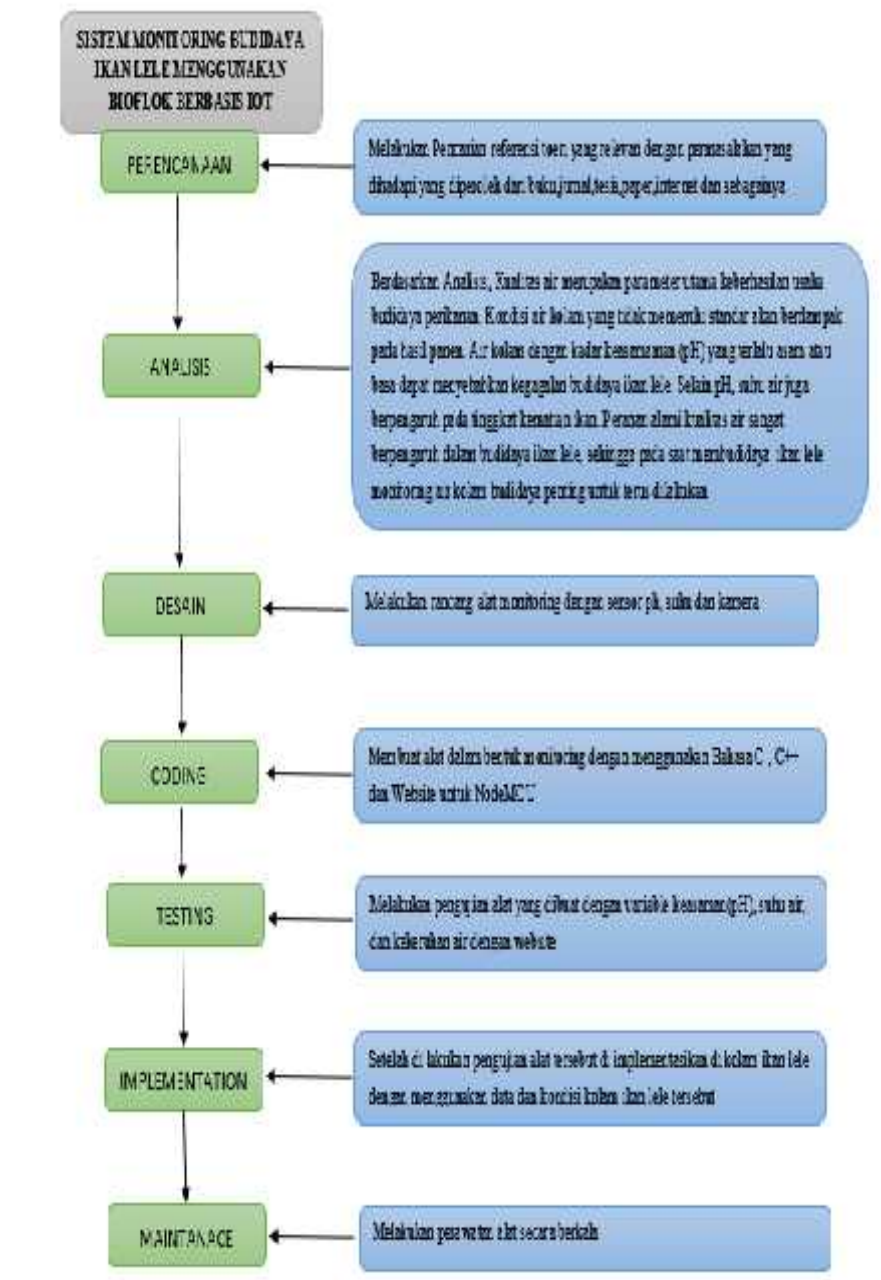 SISTEM MONITORING BUDIDAYA
IKAN LELE MENGGUNAKAN
BIOFLOK BERBASIS IOT
PERENCANAAN
Melakukan Pencarian referensi yang relevan dengan permasalahan yang
dihadapi yang diperoleh dari buku,jurnal,tesis,paper,internet dan sebagainya
ANALISIS
Berdasarkan Analisis, Kualitas air merupakan parameter utama keberhasilan usaha
budidaya perikanan. Kondisi air kolam yang tidak memenuhi standar akan berdampak
pada hasil panen. Air kolam dengan kadar keasamaman (pH) yang terlalu asam atau
basa dapat menyebabkan kegagalan budidaya ikan lele. Selain pH, suhu air juga
berpengaruh pada tingkat kematian ikan. kualitas air sangat
berpengaruh dalam budidaya ikan lele, sehingga pada saat membudidaya ikan lele
monitoring air kolam budidaya penting untuk terus dilakukan
DESAIN
Melakukan rancang alat monitoring dengan sensor ph, suhu dan kamera
CODING
Membuat alat dalam bentuk monitoring dengan menggunakan Bahasa C , C++
dan Website untuk NodeMCU
TESTING
Melakukan pengujian alat yang dibuat dengan variable keasaman(pH), suhu air,
dan kekeruhan air dengan website
IMPLEMENTATION
Setelah di lakukan pengujian alat tersebut di implementasikan di kolam ikan lele
dengan menggunakan data dan kondisi kolam ikan lele tersebut
MAINTANACE
Melakukan perawatan alat secara berkala